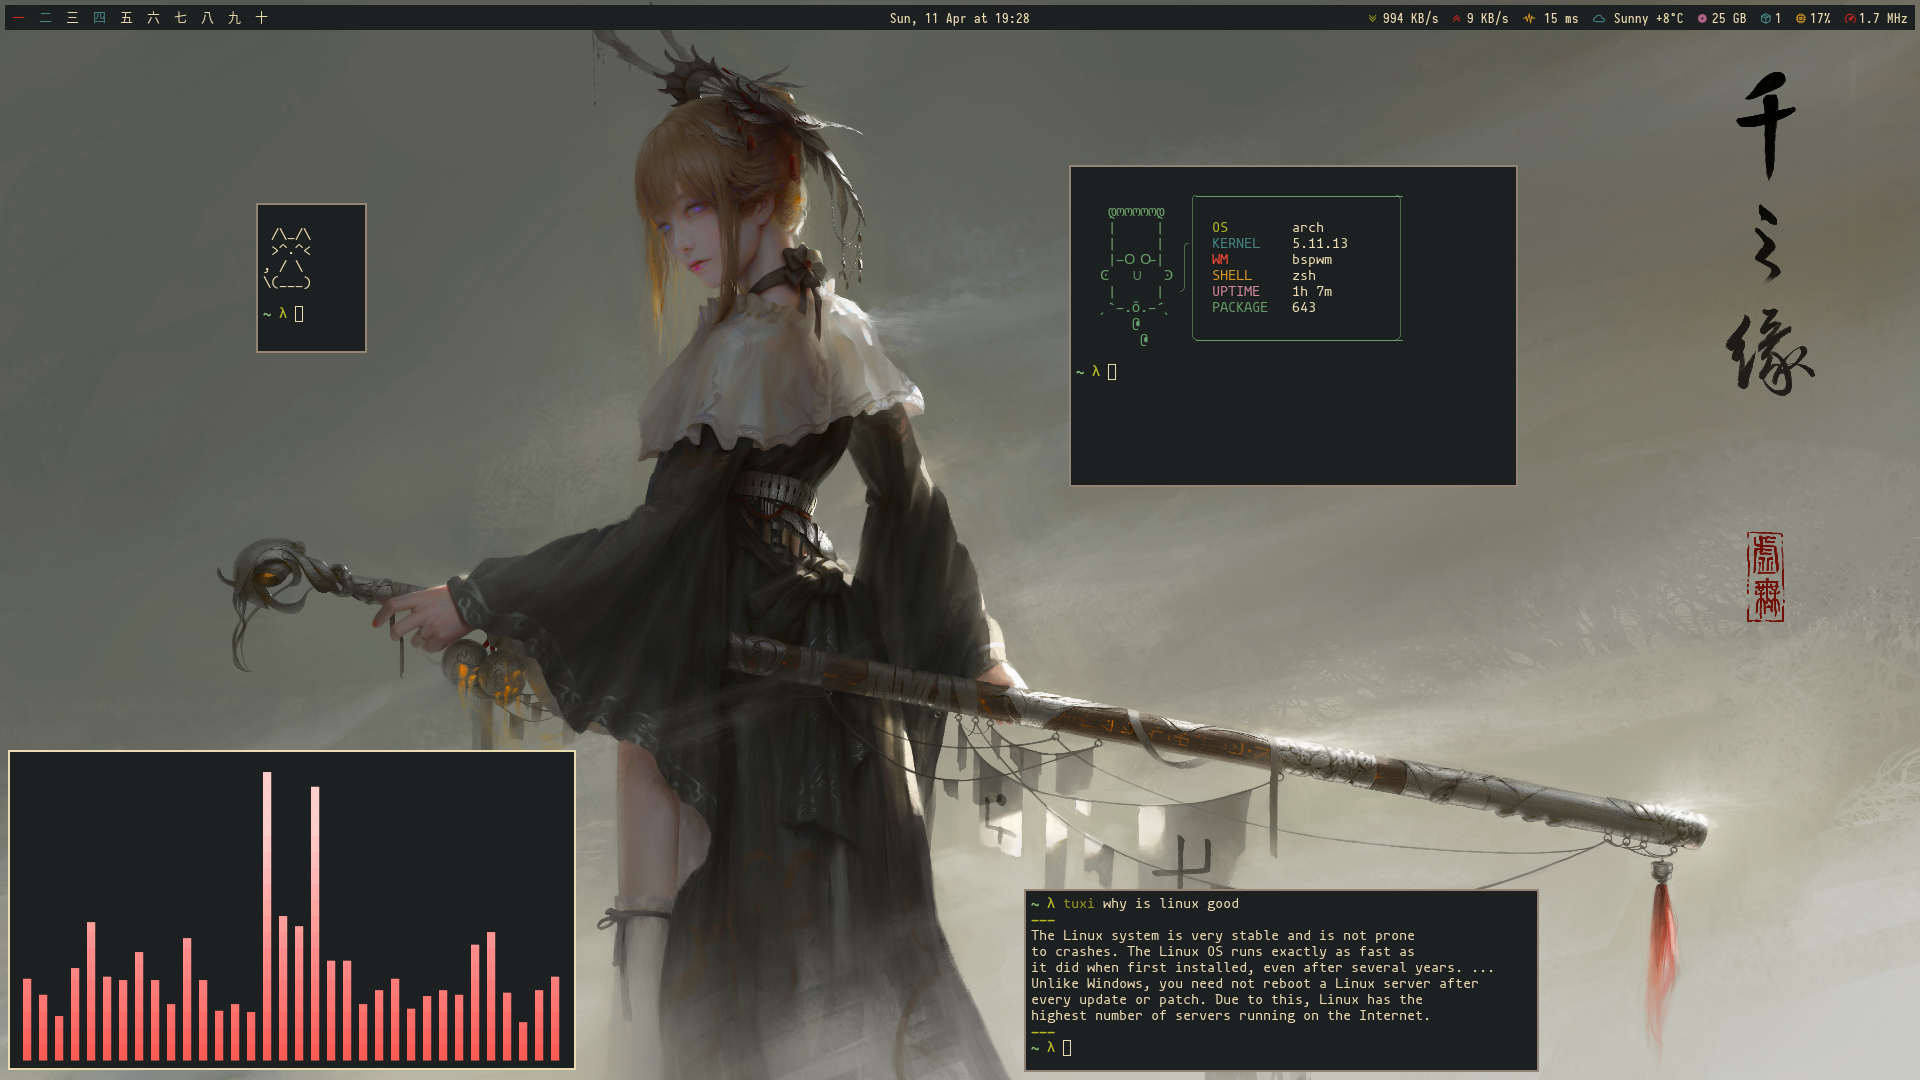 一 二 三 四 五 六 七 八 九 十
Sun, 11 Apr at 19:28
994 KB/s 9 KB/s 15 ms Sunny +8°C 25 GB 1 17% 1.7 MHz
千
之
缘
虚
無
~ λ
OS arch
KERNEL 5.11.13
WM bspwm
SHELL zsh
UPTIME 1h 7m
PACKAGE 643
~ λ
~ λ tuxi why is linux good
---
The Linux system is very stable and is not prone
to crashes. The Linux OS runs exactly as fast as
it did when first installed, even after several years. ...
Unlike Windows, you need not reboot a Linux server after
every update or patch. Due to this, Linux has the
highest number of servers running on the Internet.
---
~ λ